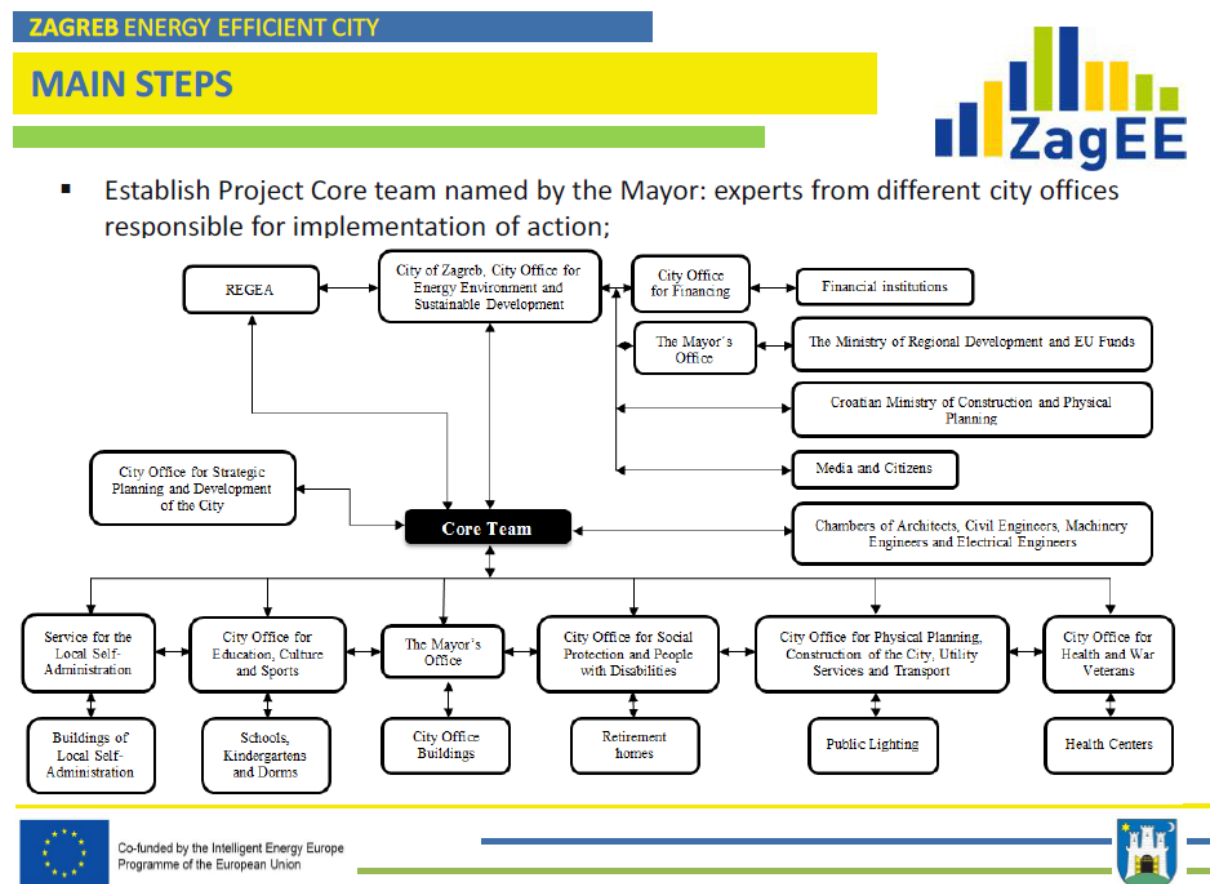 ZAGREB ENERGY EFFICIENT CITY
MAIN STEPS
ZagEE
▪ Establish Project Core team named by the Mayor: experts from different city offices
responsible for implementation of action;
REGEA
City of Zagreb, City Office for
Energy Environment and
Sustainable Development
City Office
for Financing
Financial institutions
The Mayor´s
Office
The Ministry of Regional Development and EU Funds
Croatian Ministry of Construction and Physical
Planning
Media and Citizens
City Office for Strategic
Planning and Development
of the City
Core Team
Chambers of Architects, Civil Engineers, Machinery
Engineers and Electrical Engineers
Service for the
Local Self-
Administration
City Office for
Education, Culture
and Sports
The Mayor´s
Office
City Office for Social
Protection and People
with Disabilities
City Office for Physical Planning,
Construction of the City, Utility
Services and Transport
City Office for
Health and War
Veterans
Buildings of
Local Self-
Administration
Schools,
Kindergartens
and Dorms
City Office
Buildings
Retirement
homes
Public Lighting
Health Centers
Co-funded by the Intelligent Energy Europe
Programme of the European Union